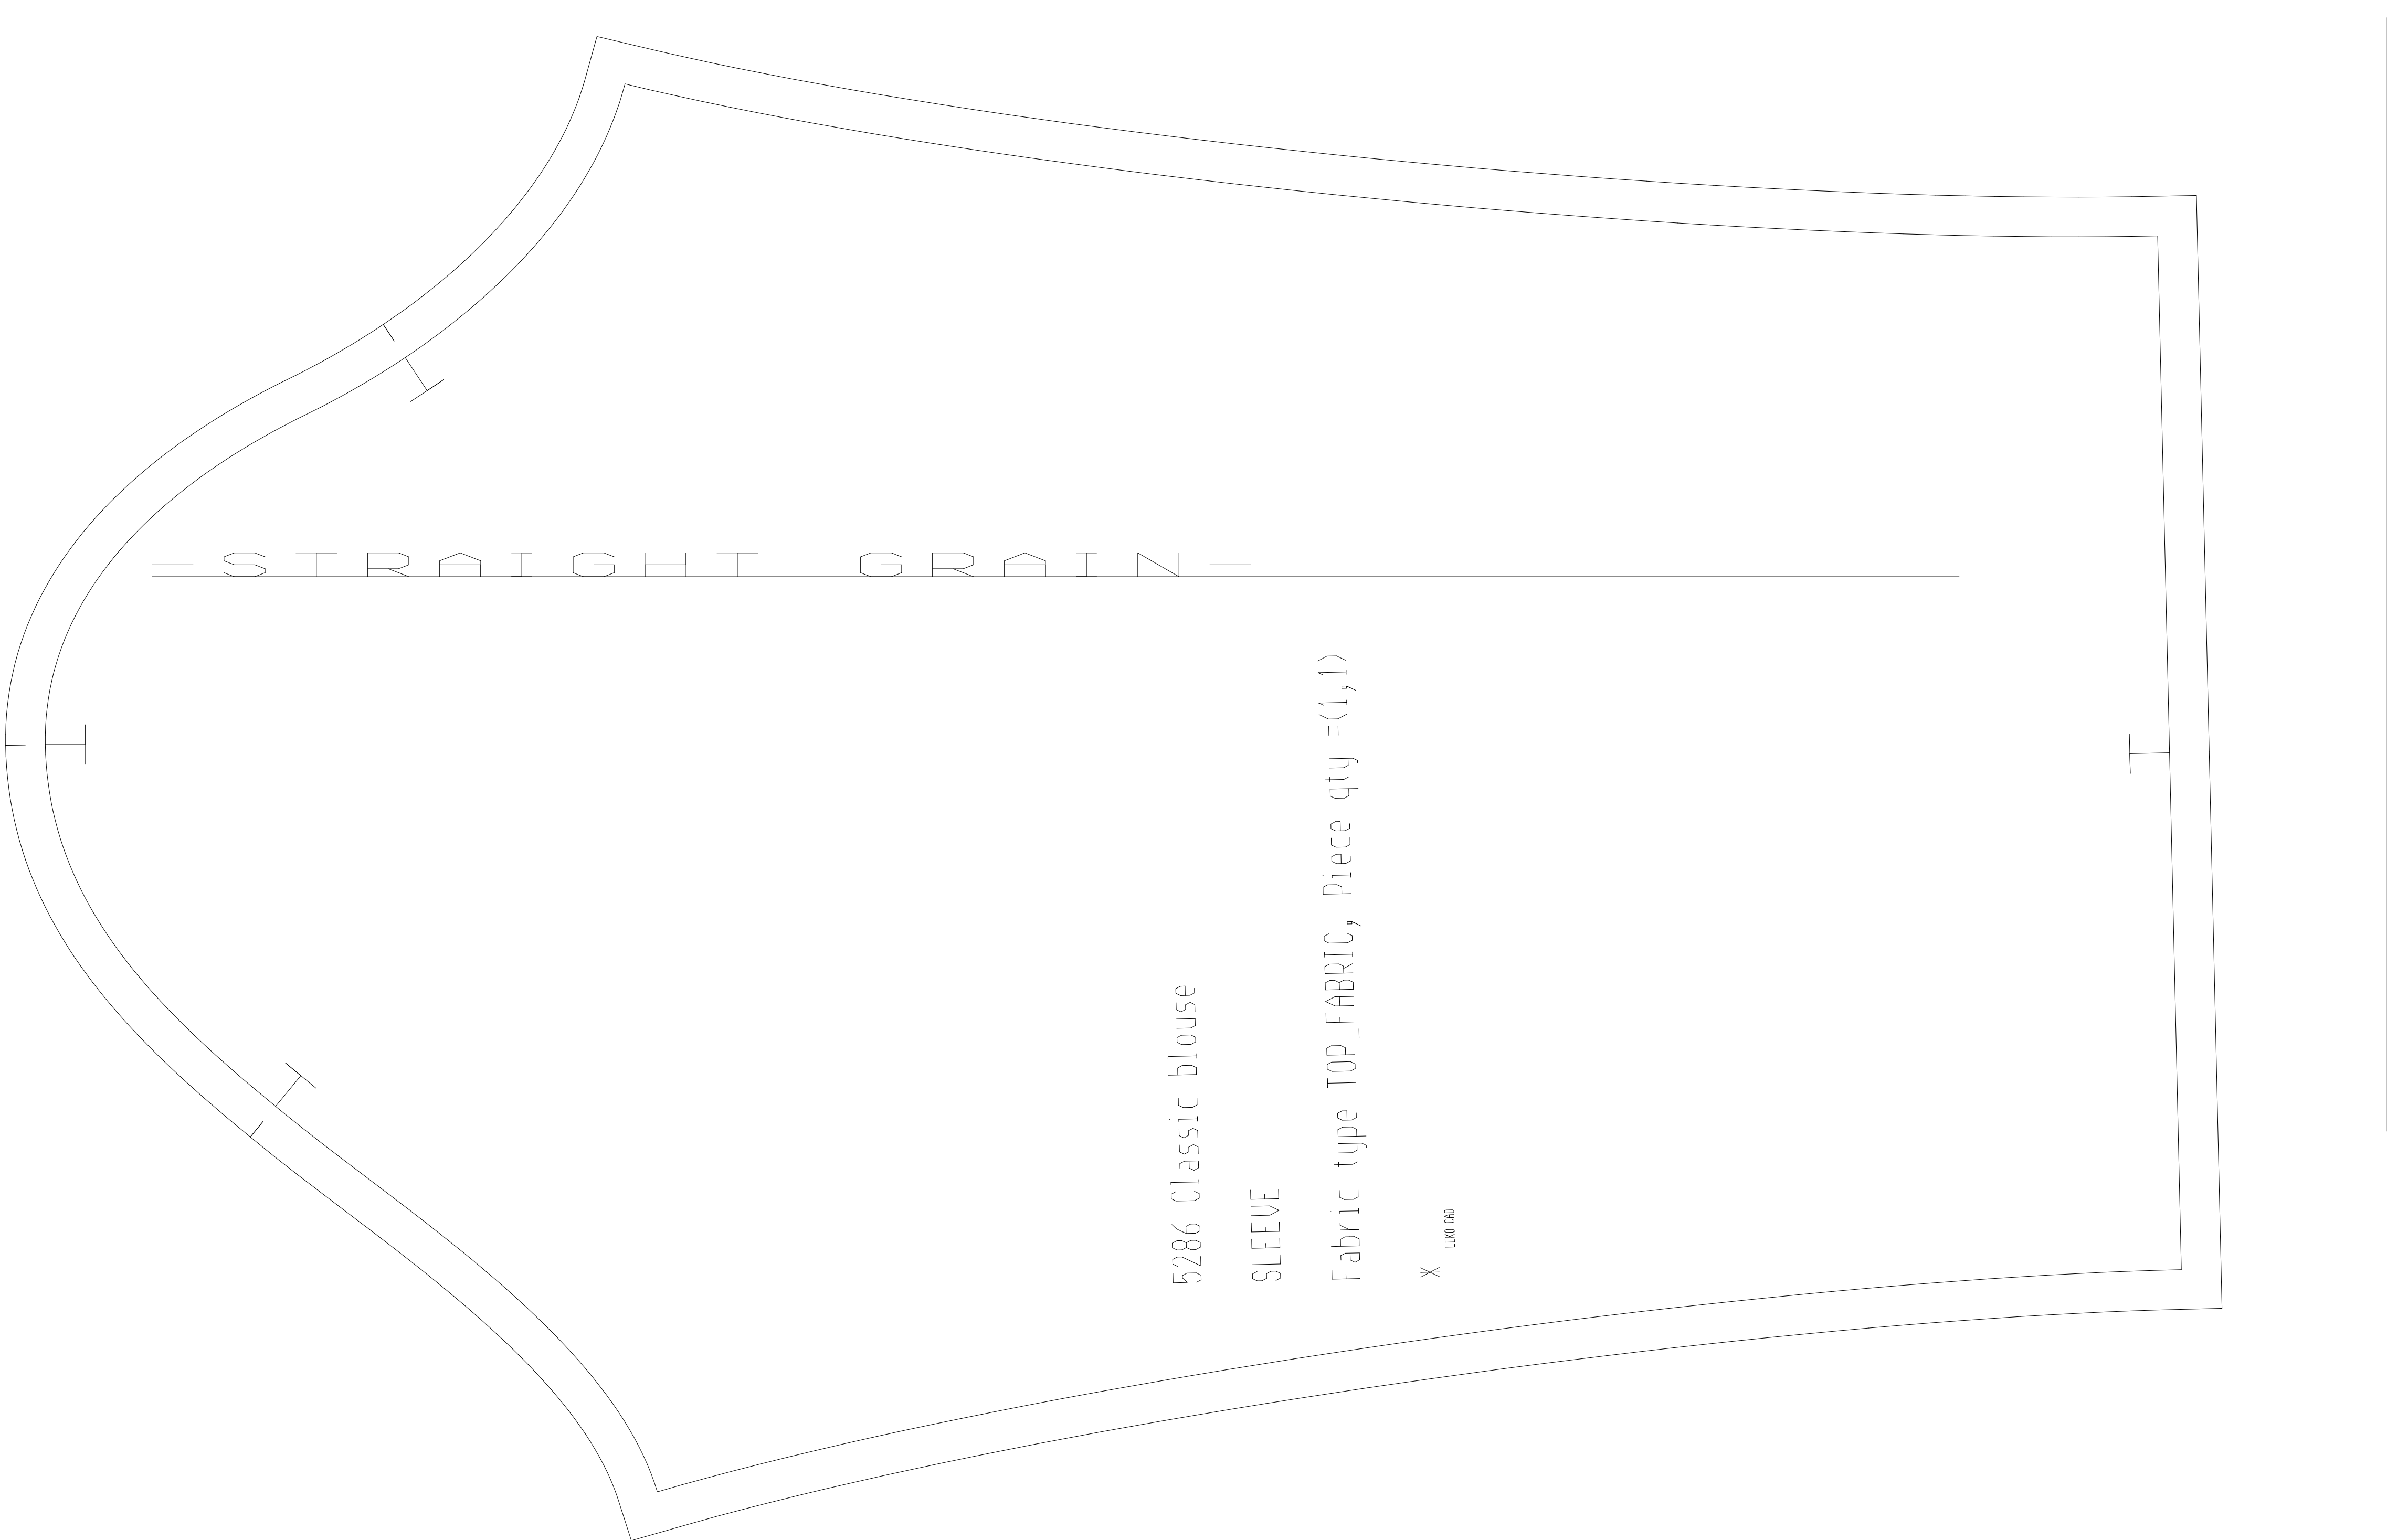 -STRAIGHT GRAIN-
5286 Classic blouse
SLEEVE
Fabric type TOP_FABRIC, Piece qty =(1,1)
LEKO CAD